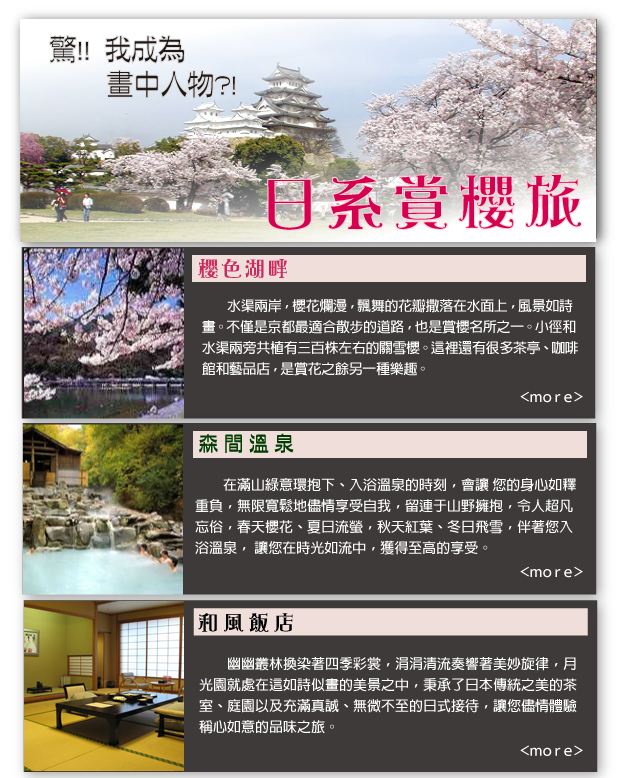 驚!! 我成為
畫中人物?!
日系賞櫻旅
櫻色湖畔
水渠兩岸，櫻花爛漫，飄舞的花瓣撒落在水面上，風景如詩
畫。不僅是京都最適合散步的道路，也是賞櫻名所之一。小徑和
水渠兩旁共植有三百株左右的關雪櫻。這裡還有很多茶亭、咖啡
館和藝品店，是賞花之餘另一種樂趣。
<more>
森間溫泉
在滿山綠意環抱下、入浴溫泉的時刻，會讓 您的身心如釋
重負，無限寬鬆地儘情享受自我，留連于山野擁抱，令人超凡
忘俗，春天櫻花、夏日流螢，秋天紅葉、冬日飛雪，伴著您入
浴溫泉， 讓您在時光如流中，獲得至高的享受。
<more>
和風飯店
幽幽叢林換染著四季彩裳，涓涓清流奏響著美妙旋律，月
光園就處在這如詩似畫的美景之中，秉承了日本傳統之美的茶
室、庭園以及充滿真誠、無微不至的日式接待，讓您儘情體驗
稱心如意的品味之旅。
<more>